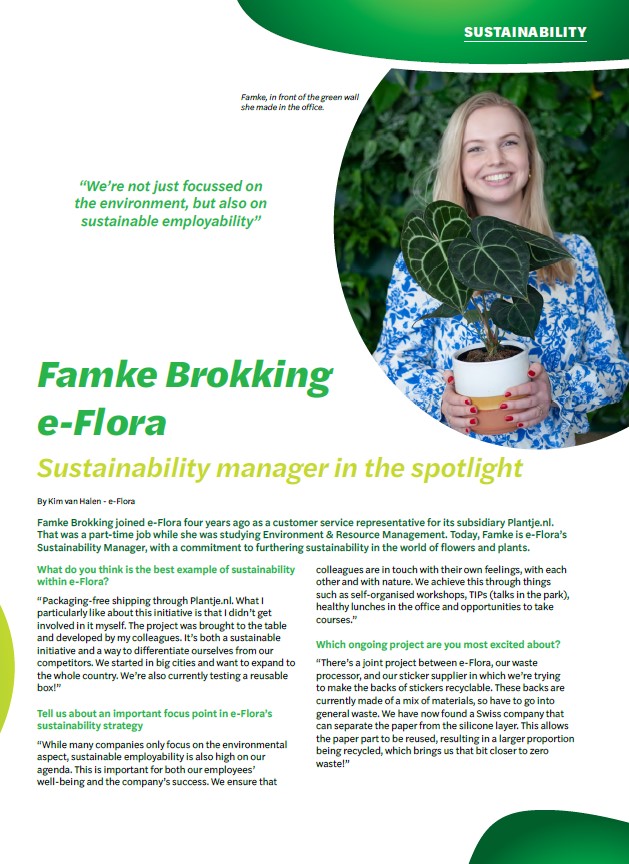 SUSTAINABILITY
Famke, in front of the green wall
she made in the office.
“We’re not just focussed on
the environment, but also on
sustainable employability”
Famke Brokking
e-Flora
Sustainability manager in the spotlight
By Kim van Halen - e-Flora
Famke Brokking joined e-Flora four years ago as a customer service representative for its subsidiary Plantje.nl.
That was a part-time job while she was studying Environment & Resource Management. Today, Famke is e-Flora’s
Sustainability Manager, with a commitment to furthering sustainability in the world of flowers and plants.
What do you think is the best example of sustainability
within e-Flora?
“Packaging-free shipping through Plantje.nl. What I
particularly like about this initiative is that I didn’t get
involved in it myself. The project was brought to the table
and developed by my colleagues. It’s both a sustainable
initiative and a way to differentiate ourselves from our
competitors. We started in big cities and want to expand to
the whole country. We’re also currently testing a reusable
box!”
Tell us about an important focus point in e-Flora’s
sustainability strategy
“While many companies only focus on the environmental
aspect, sustainable employability is also high on our
agenda. This is important for both our employees’
well-being and the company’s success. We ensure that
colleagues are in touch with their own feelings, with each
other and with nature. We achieve this through things
such as self-organised workshops, TIPs (talks in the park),
healthy lunches in the office and opportunities to take
courses.”
Which ongoing project are you most excited about?
“There’s a joint project between e-Flora, our waste
processor, and our sticker supplier in which we’re trying
to make the backs of stickers recyclable. These backs are
currently made of a mix of materials, so have to go into
general waste. We have now found a Swiss company that
can separate the paper from the silicone layer. This allows
the paper part to be reused, resulting in a larger proportion
being recycled, which brings us that bit closer to zero
waste!”